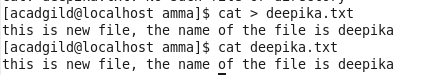 [acadgild@localhost amma]$ cat > deepika.txt
this is new file, the name of the file is deepika
[acadgild@localhost amma]$ cat deepika.txt
this is new file, the name of the file is deepika